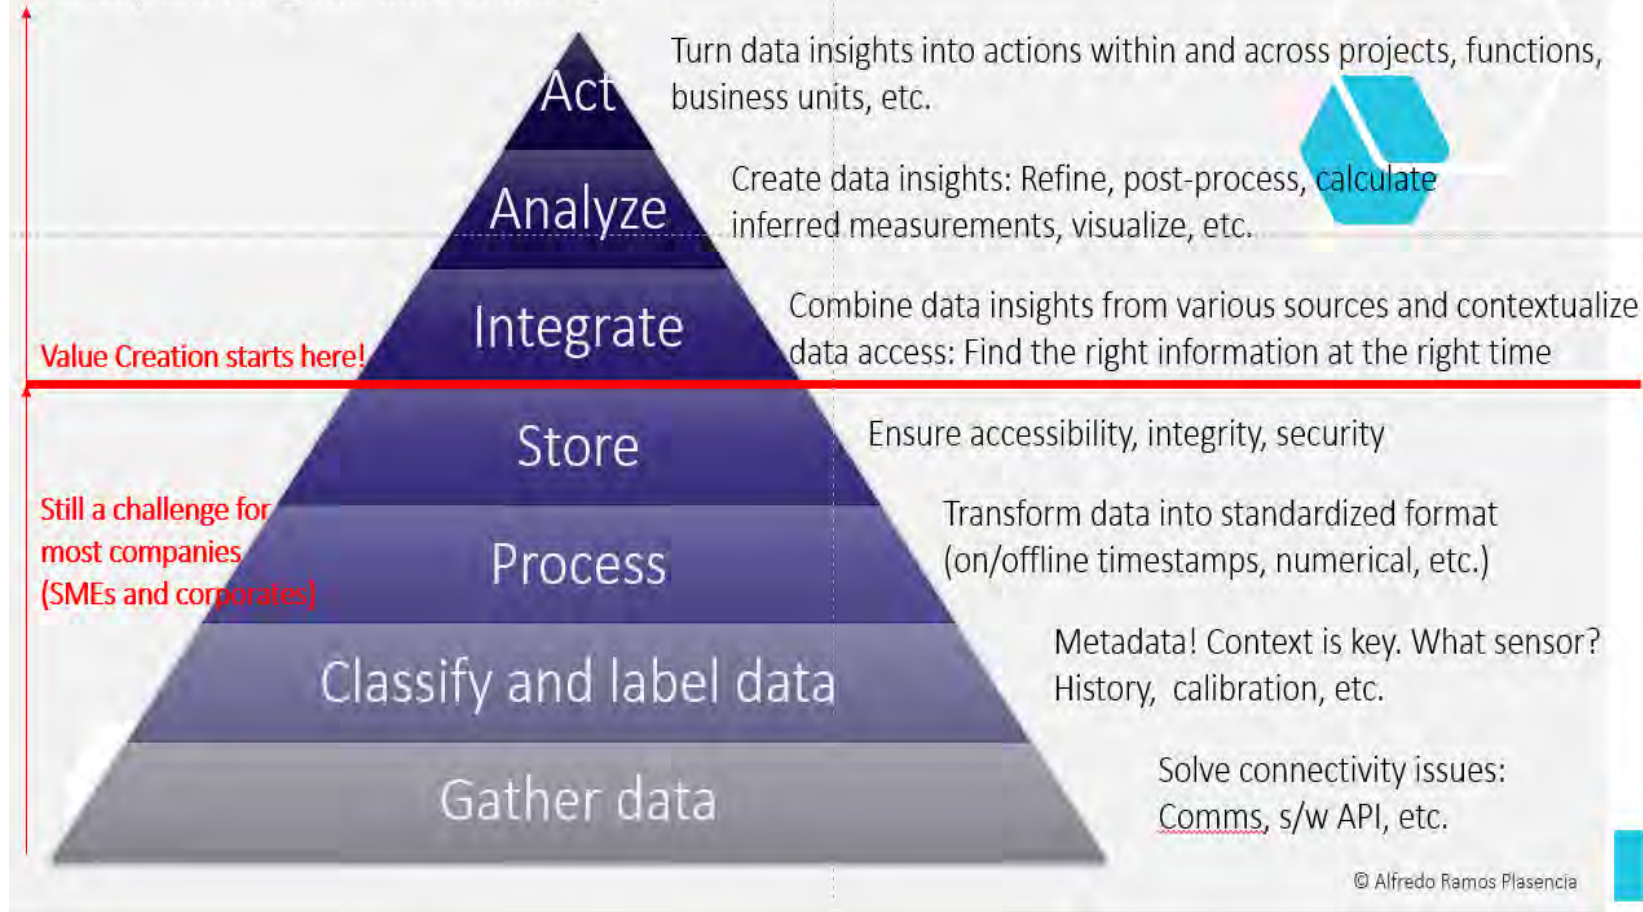 Act
Turn data insights into actions within and across projects, functions,
business units, etc.
Analyze
Create data insights: Refine, post-process, calculate
inferred measurements, visualize, etc.
Integrate
Combine data insights from various sources and contextualize
data access: Find the right information at the right time
Value Creation starts here!
Store
Ensure accessibility, integrity, security
Still a challenge for
most companies
(SMEs and corporates)
Process
Transform data into standardized format
(on/offline timestamps, numerical, etc.)
Classify and label data
Metadata! Context is key. What sensor?
History, calibration, etc.
Gather data
Solve connectivity issues:
Comms, s/w API, etc.
© Alfredo Ramos Plasencia